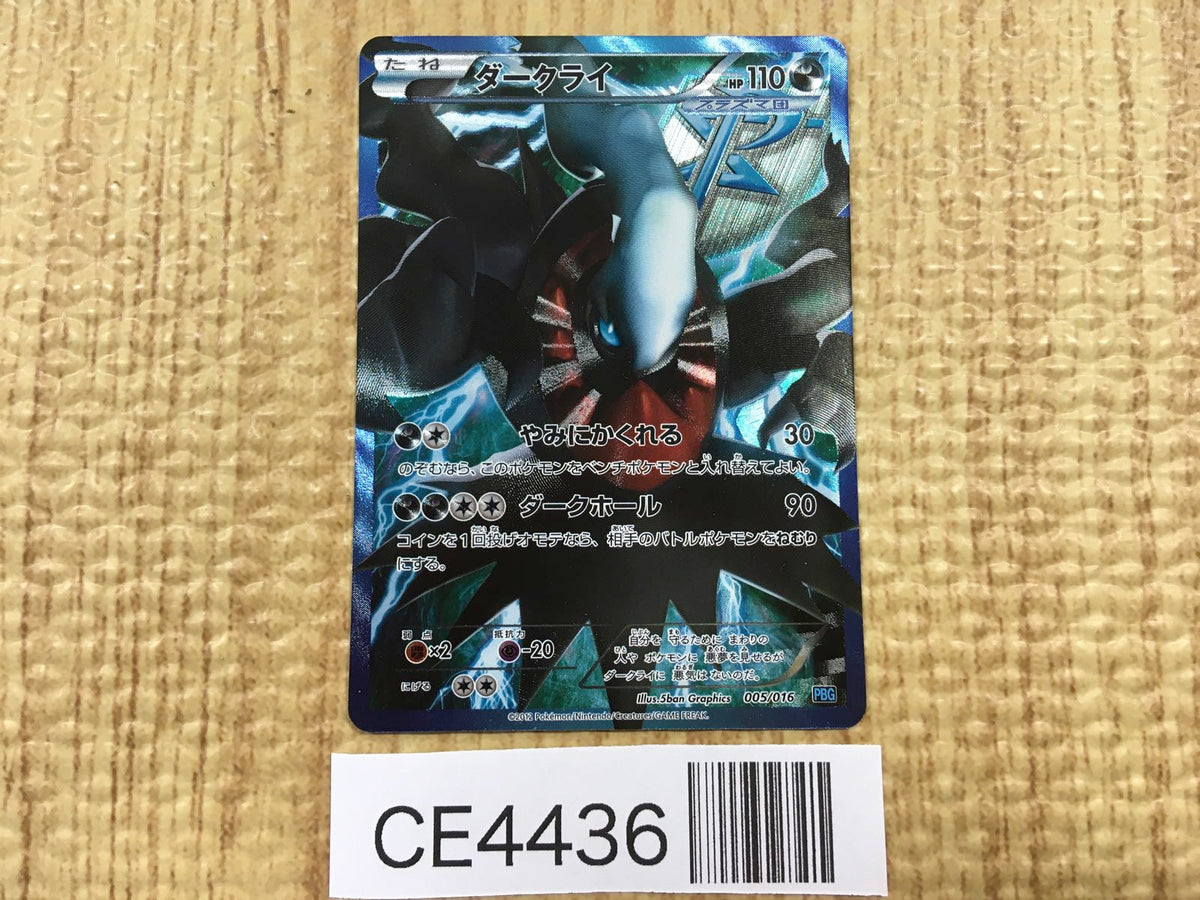 たね ダークライ HP 110
プラズマ団
やみにかくれる 30
のぞむなら、このポケモンをベンチポケモンと入れ替えてよい。
ダークホール 90
コインを1回投げオモテなら、相手のバトルポケモンをねむり
にする。
弱点 抵抗力
×2 -20
にげる
自分を 守るために まわりの
人や ポケモンに 悪夢を見せるが
ダークライに 悪気は ないのだ。
Illus. 5ban Graphics 005/016 PBG
©2012 Pokémon/Nintendo/Creatures/GAME FREAK.
CE4436